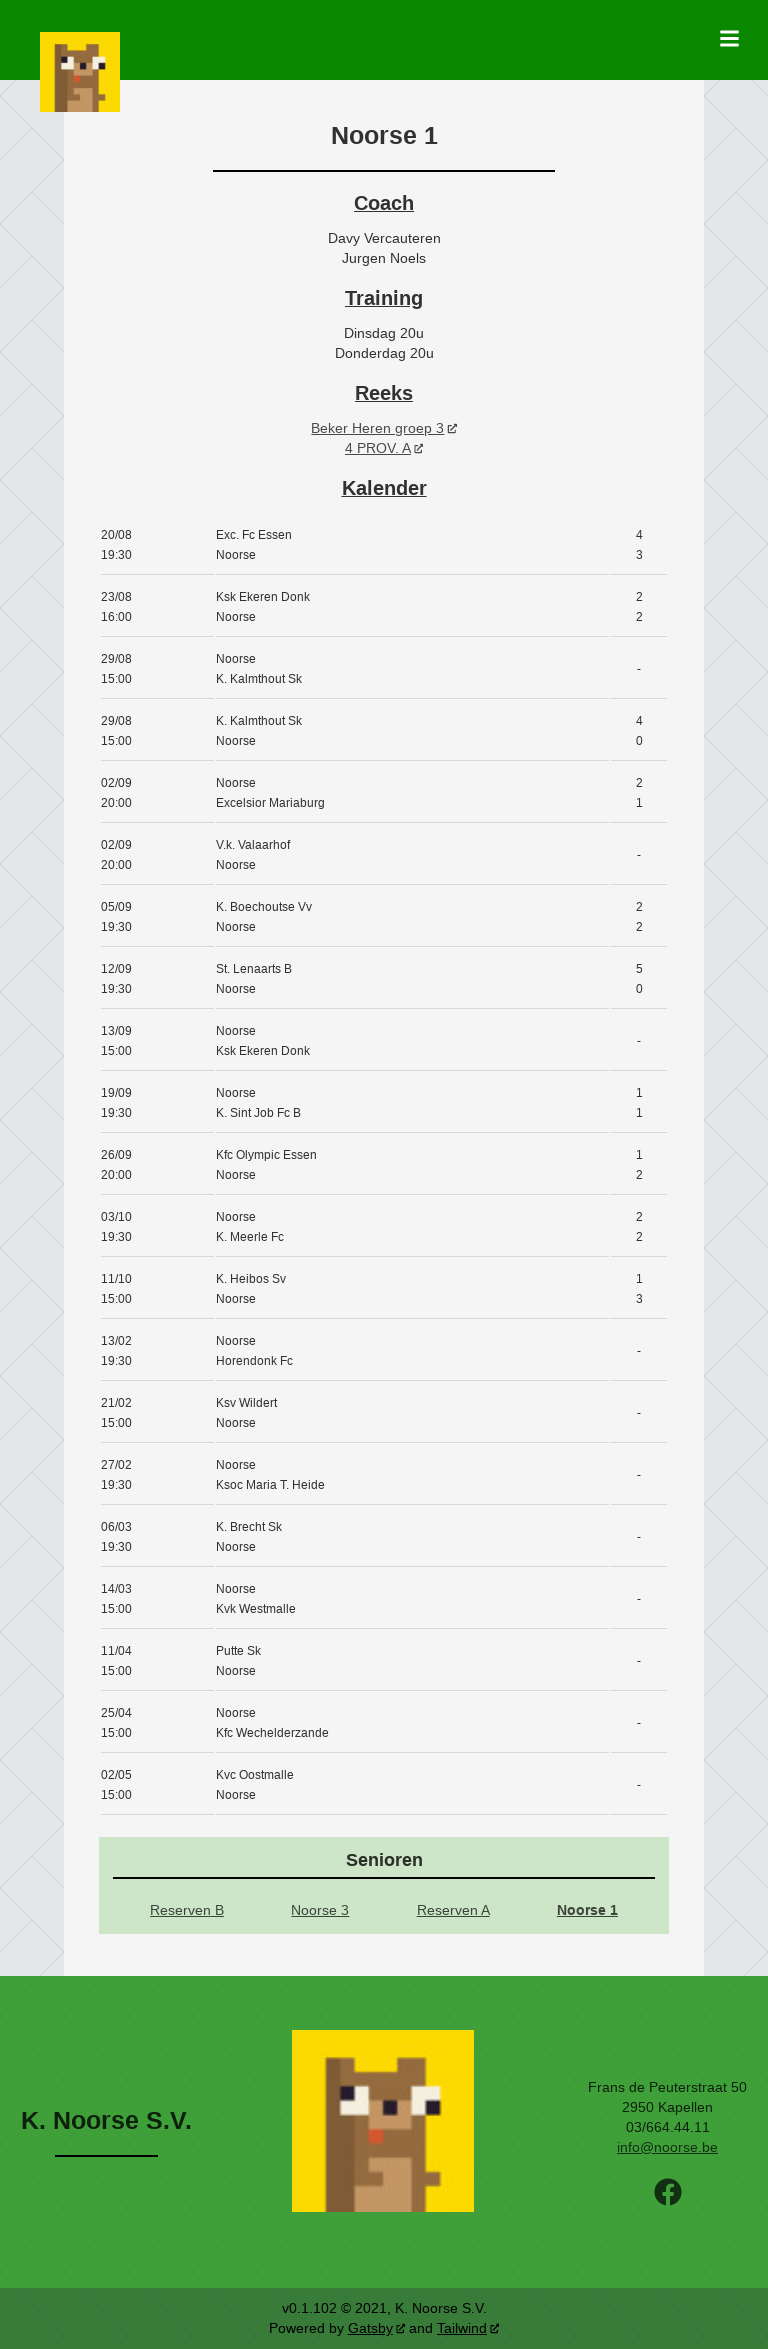 Noorse 1
Coach
Davy Vercauteren
Jurgen Noels
Training
Dinsdag 20u
Donderdag 20u
Reeks
Beker Heren groep 3
4 PROV. A
Kalender
20/08 Exc. Fc Essen 4
19:30 Noorse 3
23/08 Ksk Ekeren Donk 2
16:00 Noorse 2
29/08 Noorse
-
15:00 K. Kalmthout Sk
29/08 K. Kalmthout Sk 4
15:00 Noorse 0
02/09 Noorse 2
20:00 Excelsior Mariaburg 1
02/09 V.k. Valaarhof
-
20:00 Noorse
05/09 K. Boechoutse Vv 2
19:30 Noorse 2
12/09 St. Lenaarts B 5
19:30 Noorse 0
13/09 Noorse
-
15:00 Ksk Ekeren Donk
19/09 Noorse 1
19:30 K. Sint Job Fc B 1
26/09 Kfc Olympic Essen 1
20:00 Noorse 2
03/10 Noorse 2
19:30 K. Meerle Fc 2
11/10 K. Heibos Sv 1
15:00 Noorse 3
13/02 Noorse
-
19:30 Horendonk Fc
21/02 Ksv Wildert
-
15:00 Noorse
27/02 Noorse
-
19:30 Ksoc Maria T. Heide
06/03 K. Brecht Sk
-
19:30 Noorse
14/03 Noorse
-
15:00 Kvk Westmalle
11/04 Putte Sk
-
15:00 Noorse
25/04 Noorse
-
15:00 Kfc Wechelderzande
02/05 Kvc Oostmalle
-
15:00 Noorse
Senioren
Reserven B Noorse 3 Reserven A Noorse 1
K. Noorse S.V.
Frans de Peuterstraat 50
2950 Kapellen
03/664.44.11
info@noorse.be
v0.1.102 © 2021, K. Noorse S.V.
Powered by Gatsby and Tailwind